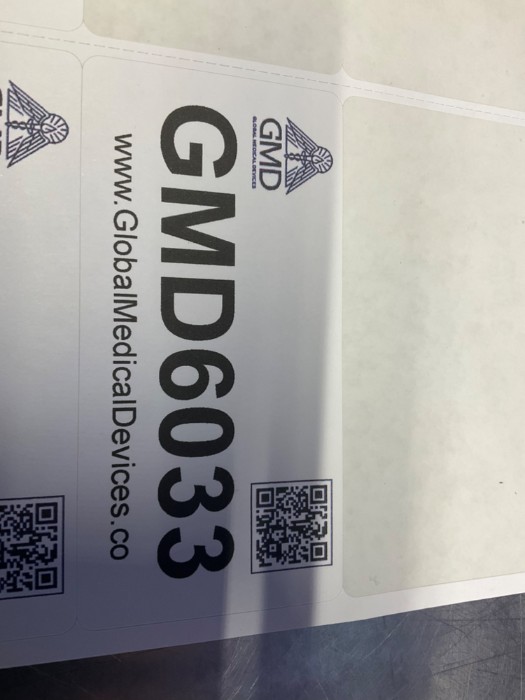 GMD
GLOBAL MEDICAL DEVICES
GMD6033
www.GlobalMedicalDevices.co